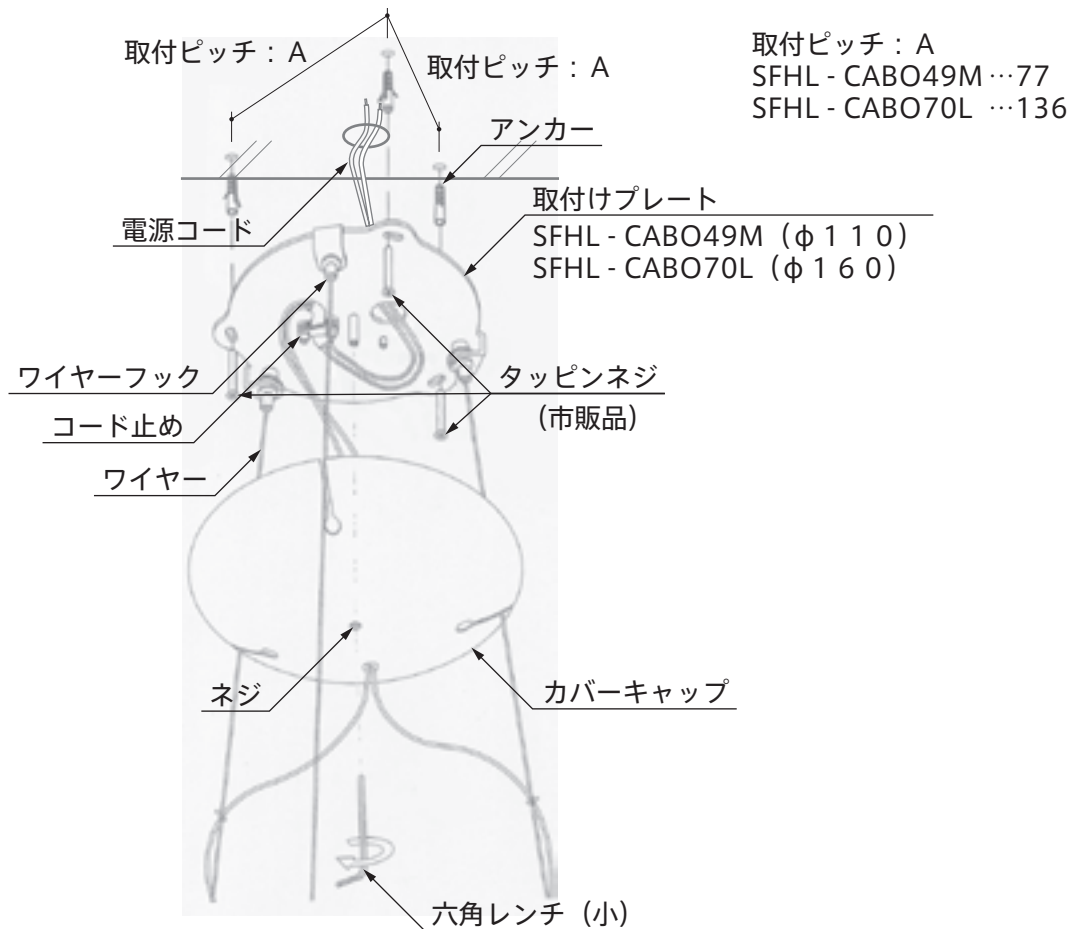 取付ピッチ：A
取付ピッチ：A
取付ピッチ：A
SFHL - CABO49M …77
SFHL - CABO70L …136
アンカー
電源コード
取付けプレート
SFHL - CABO49M（φ１１０）
SFHL - CABO70L（φ１６０）
ワイヤーフック
タッピンネジ
（市販品）
コード止め
ワイヤー
ネジ
カバーキャップ
六角レンチ（小）